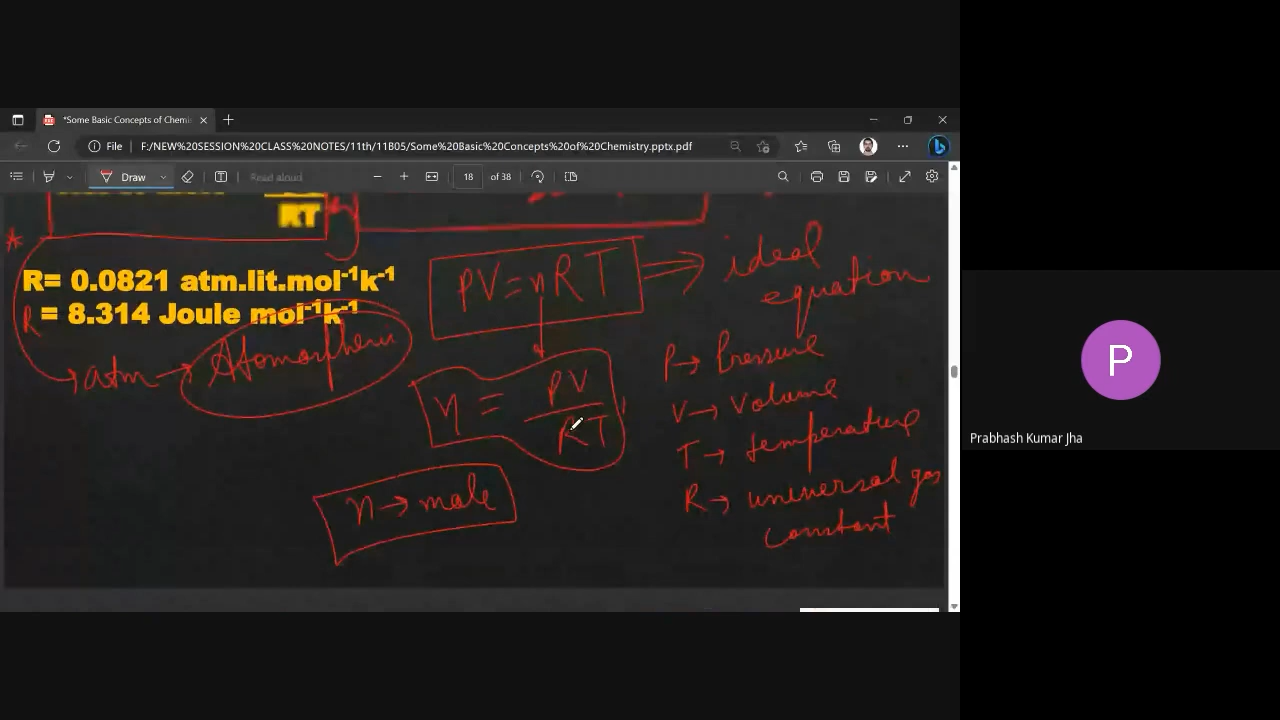 *Some Basic Concepts of Chemi
File F:/NEW%20SESSION%20CLASS%20NOTES/11th/11B05/Some%20Basic%20Concepts%20of%20Chemistry.pptx.pdf
Draw Read aloud 18 of 38
RT
R= 0.0821 atm.lit.mol-1k-1
R = 8.314 Joule mol-1k-1
atm → Atomorpheric
PV=nRT ⇒ ideal
equation
n = PV
RT
n → mole
P → Pressure
V → Volume
T → temperature
R → universal gas
constant
P
Prabhash Kumar Jha